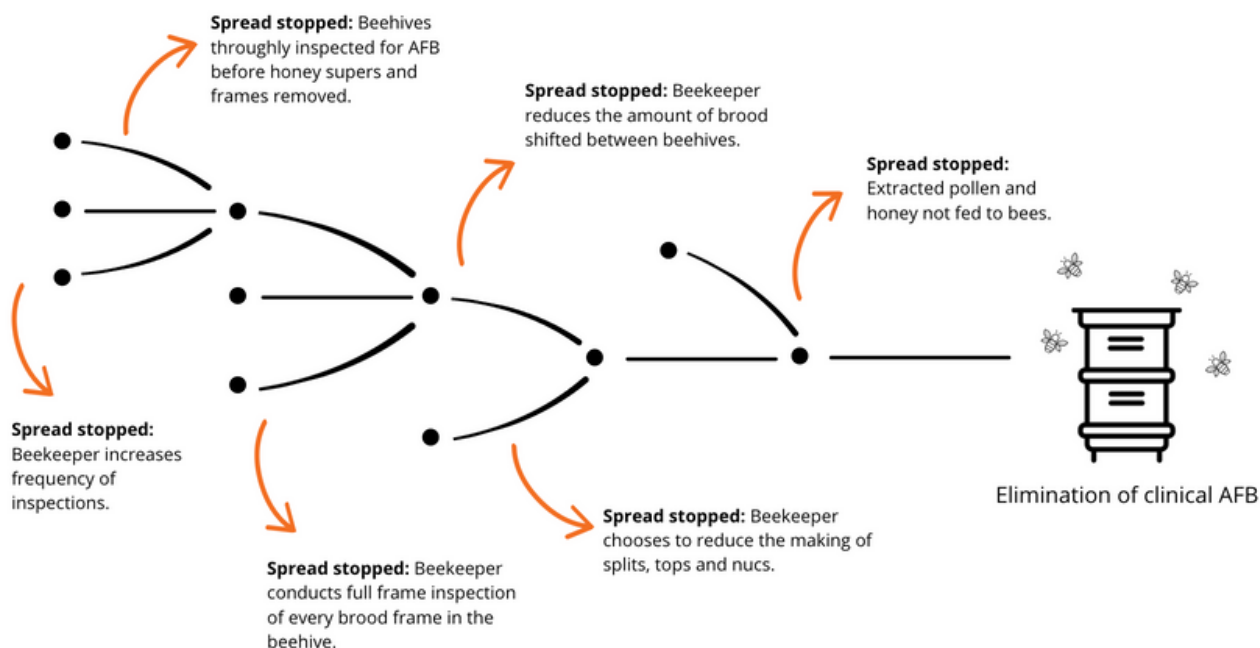 Spread stopped: Beehives
throughly inspected for AFB
before honey supers and
frames removed.
Spread stopped: Beekeeper
reduces the amount of brood
shifted between beehives.
Spread stopped:
Extracted pollen and
honey not fed to bees.
Spread stopped:
Beekeeper increases
frequency of
inspections.
Spread stopped: Beekeeper
conducts full frame inspection
of every brood frame in the
beehive.
Spread stopped: Beekeeper
chooses to reduce the making of
splits, tops and nucs.
Elimination of clinical AFB